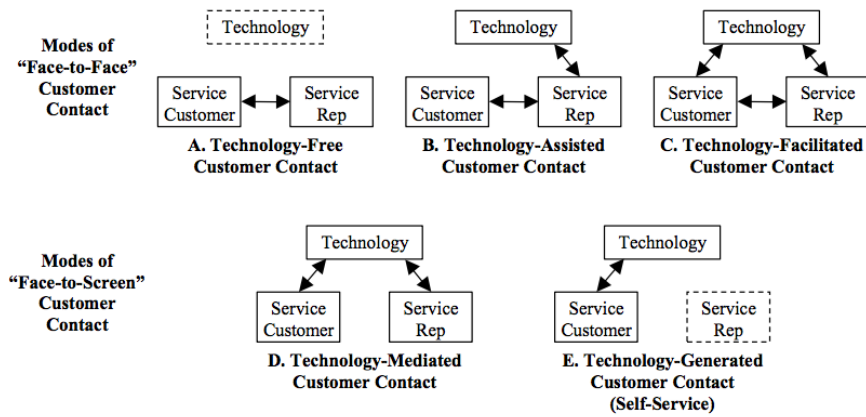 Modes of
“Face-to-Face”
Customer
Contact
Technology
Service
Customer
Service
Rep
A. Technology-Free
Customer Contact
Technology
Service
Customer
Service
Rep
B. Technology-Assisted
Customer Contact
Technology
Service
Customer
Service
Rep
C. Technology-Facilitated
Customer Contact
Modes of
“Face-to-Screen”
Customer
Contact
Technology
Service
Customer
Service
Rep
D. Technology-Mediated
Customer Contact
Technology
Service
Customer
Service
Rep
E. Technology-Generated
Customer Contact
(Self-Service)